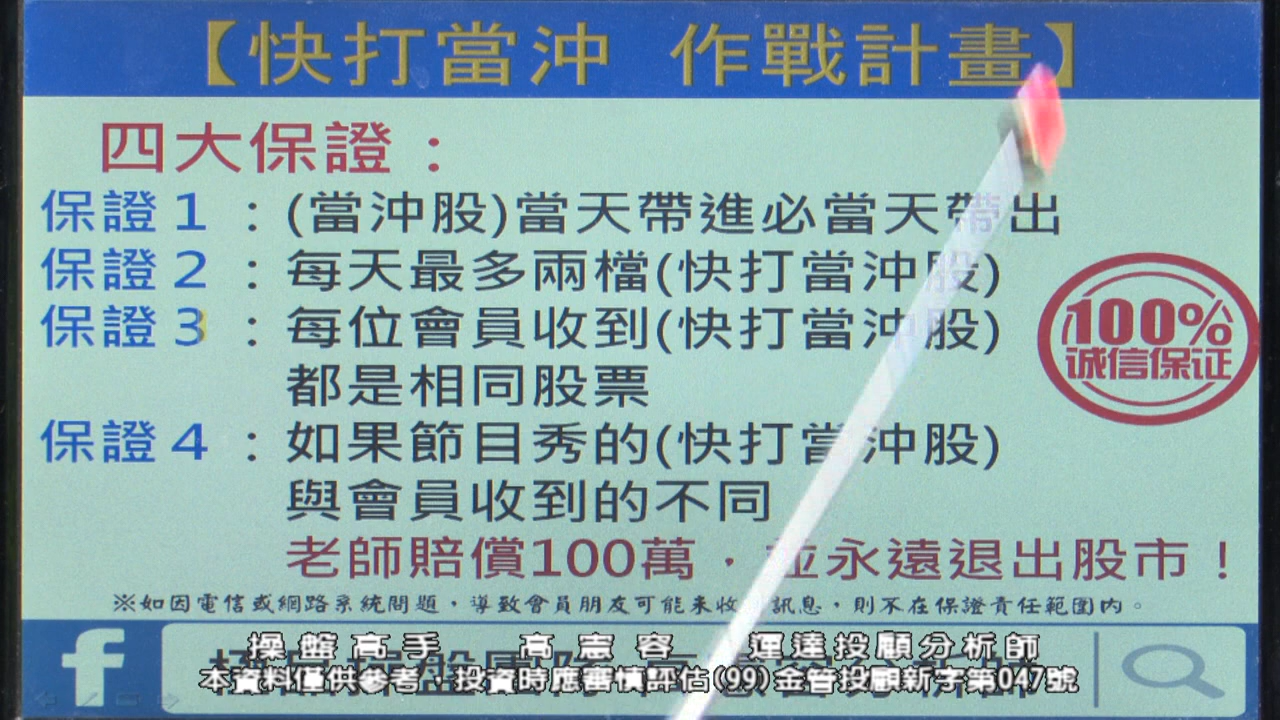 【快打當沖 作戰計畫】
四大保證：
保證1：(當沖股)當天帶進必當天帶出
保證2：每天最多兩檔(快打當沖股)
保證3：每位會員收到(快打當沖股)
都是相同股票
保證4：如果節目秀的(快打當沖股)
與會員收到的不同
老師賠償100萬，並永遠退出股市！
100%
诚信保证
※如因電信或網路系統問題，導致會員朋友可能未收 訊息，則不在保證責任範圍內。
f
操盤高手 高憲容 運達投顧分析師
本資料僅供參考，投資時應審慎評估(99)金管投顧新字第047號